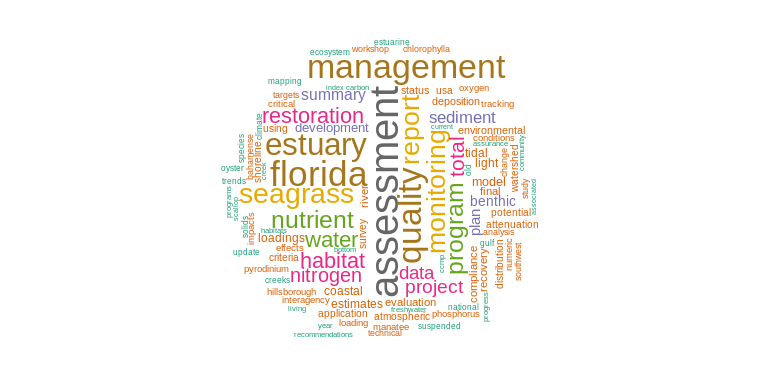 estuarine
ecosystem
workshop
chlorophylla
management
mapping
index
carbon
status
usa
oxygen
targets
summary
deposition
tracking
critical
restoration
sediment
using
development
current
environmental
climate
conditions
estuary
assessment
report
monitoring
total
assurance
species
bahamense
shoreline
tidal
light
change
watershed
community
oyster
creek
florida
quality
old
model
trends
final
study
programs
scallop
seagrass
river
benthic
associated
nutrient
plan
potential
solids
impacts
habitats
water
survey
program
attenuation
loadings
analysis
update
effects
bottom
gulf
criteria
habitat
ccmp
compliance
recovery
distribution
numeric
southwest
pyrodinium
nitrogen
data
creeks
project
hillsborough
coastal
interagency
estimates
evaluation
national
progress
living
application
freshwater
atmospheric
phosphorus
year
loading
manatee
suspended
recommendations
technical